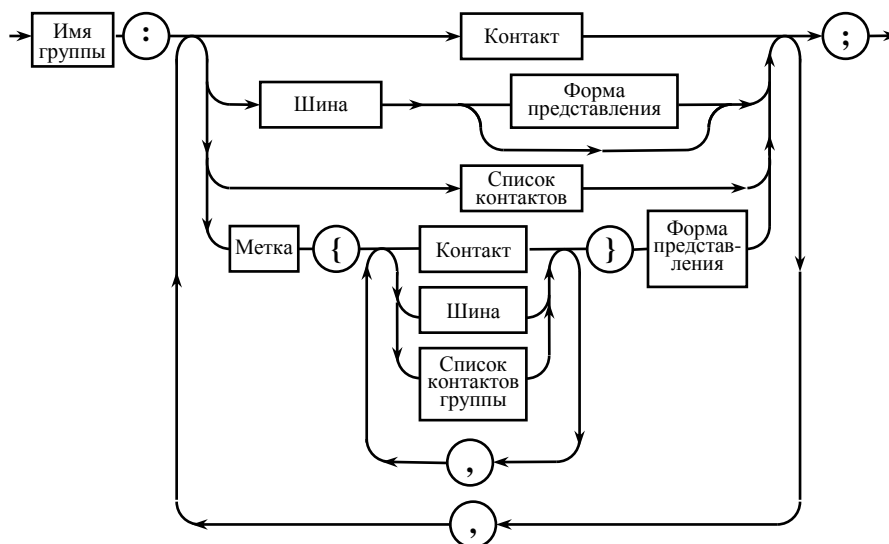 Имя
группы
:
Контакт
;
Шина
Форма
представления
Список
контактов
Метка
{
Контакт
}
Форма
представ-
ления
Шина
Список
контактов
группы
,
,